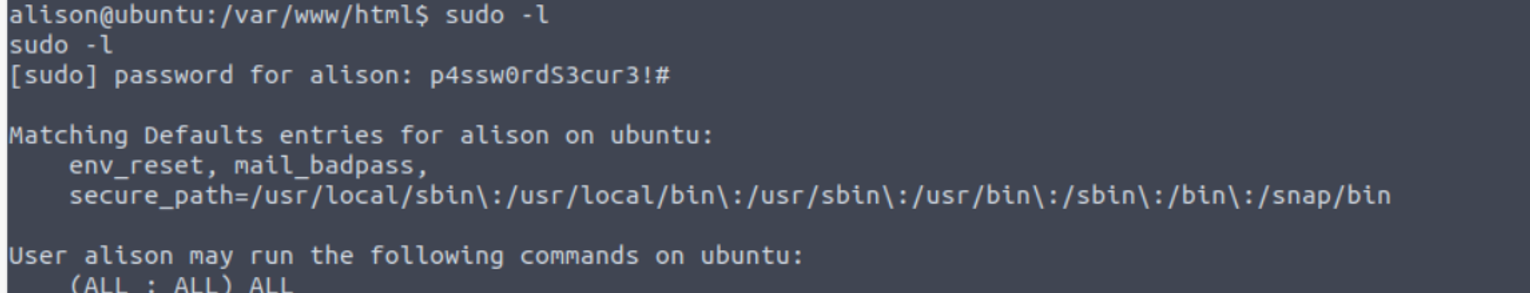 alison@ubuntu:/var/www/html$ sudo -l
sudo -l
[sudo] password for alison: p4ssw0rdS3cur3!#
Matching Defaults entries for alison on ubuntu:
env_reset, mail_badpass,
secure_path=/usr/local/sbin\:/usr/local/bin\:/usr/sbin\:/usr/bin\:/sbin\:/bin\:/snap/bin
User alison may run the following commands on ubuntu:
(ALL : ALL) ALL